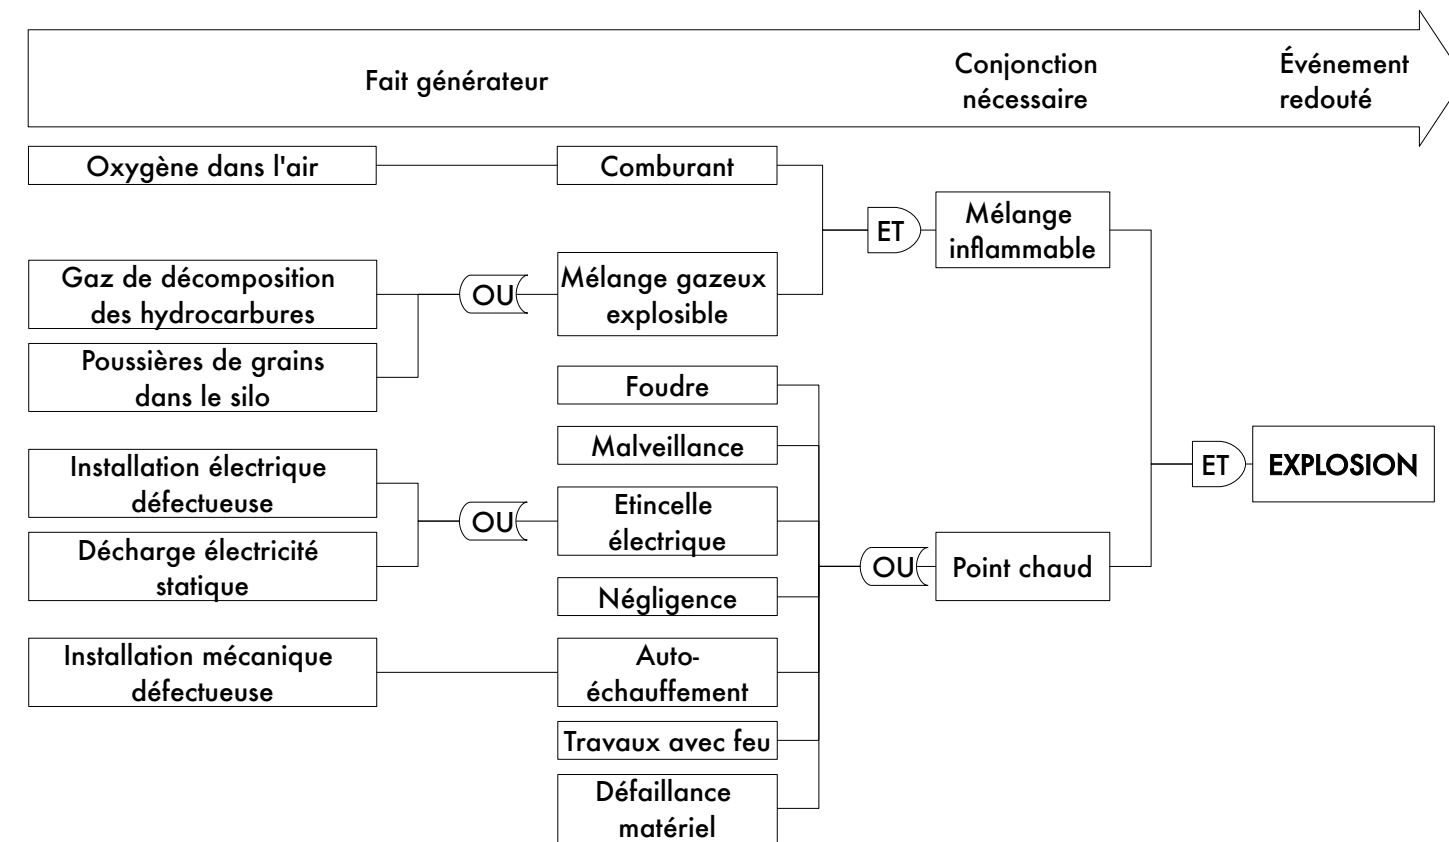 Fait générateur
Conjonction
nécessaire
Événement
redouté
Oxygène dans l'air
Comburant
ET
Mélange
inflammable
Gaz de décomposition
des hydrocarbures
OU
Mélange gazeux
explosible
Poussières de grains
dans le silo
Foudre
Malveillance
Installation électrique
défectueuse
OU
Etincelle
électrique
ET
EXPLOSION
Décharge électricité
statique
Négligence
OU
Point chaud
Installation mécanique
défectueuse
Auto-
échauffement
Travaux avec feu
Défaillance
matériel